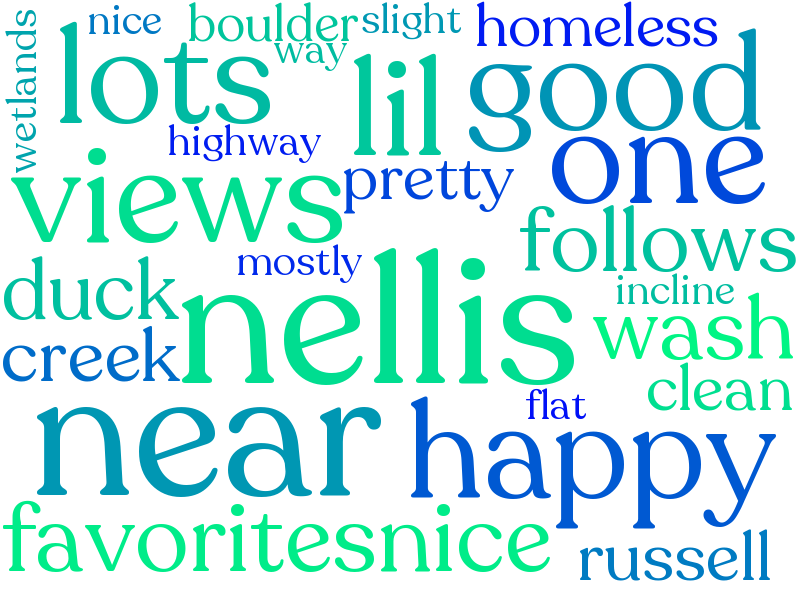 nice
boulder
slight
homeless
wetlands
lots
way
lil
good
highway
one
views
pretty
follows
mostly
duck
nellis
incline
wash
creek
clean
flat
near
happy
favoritesnice
russell